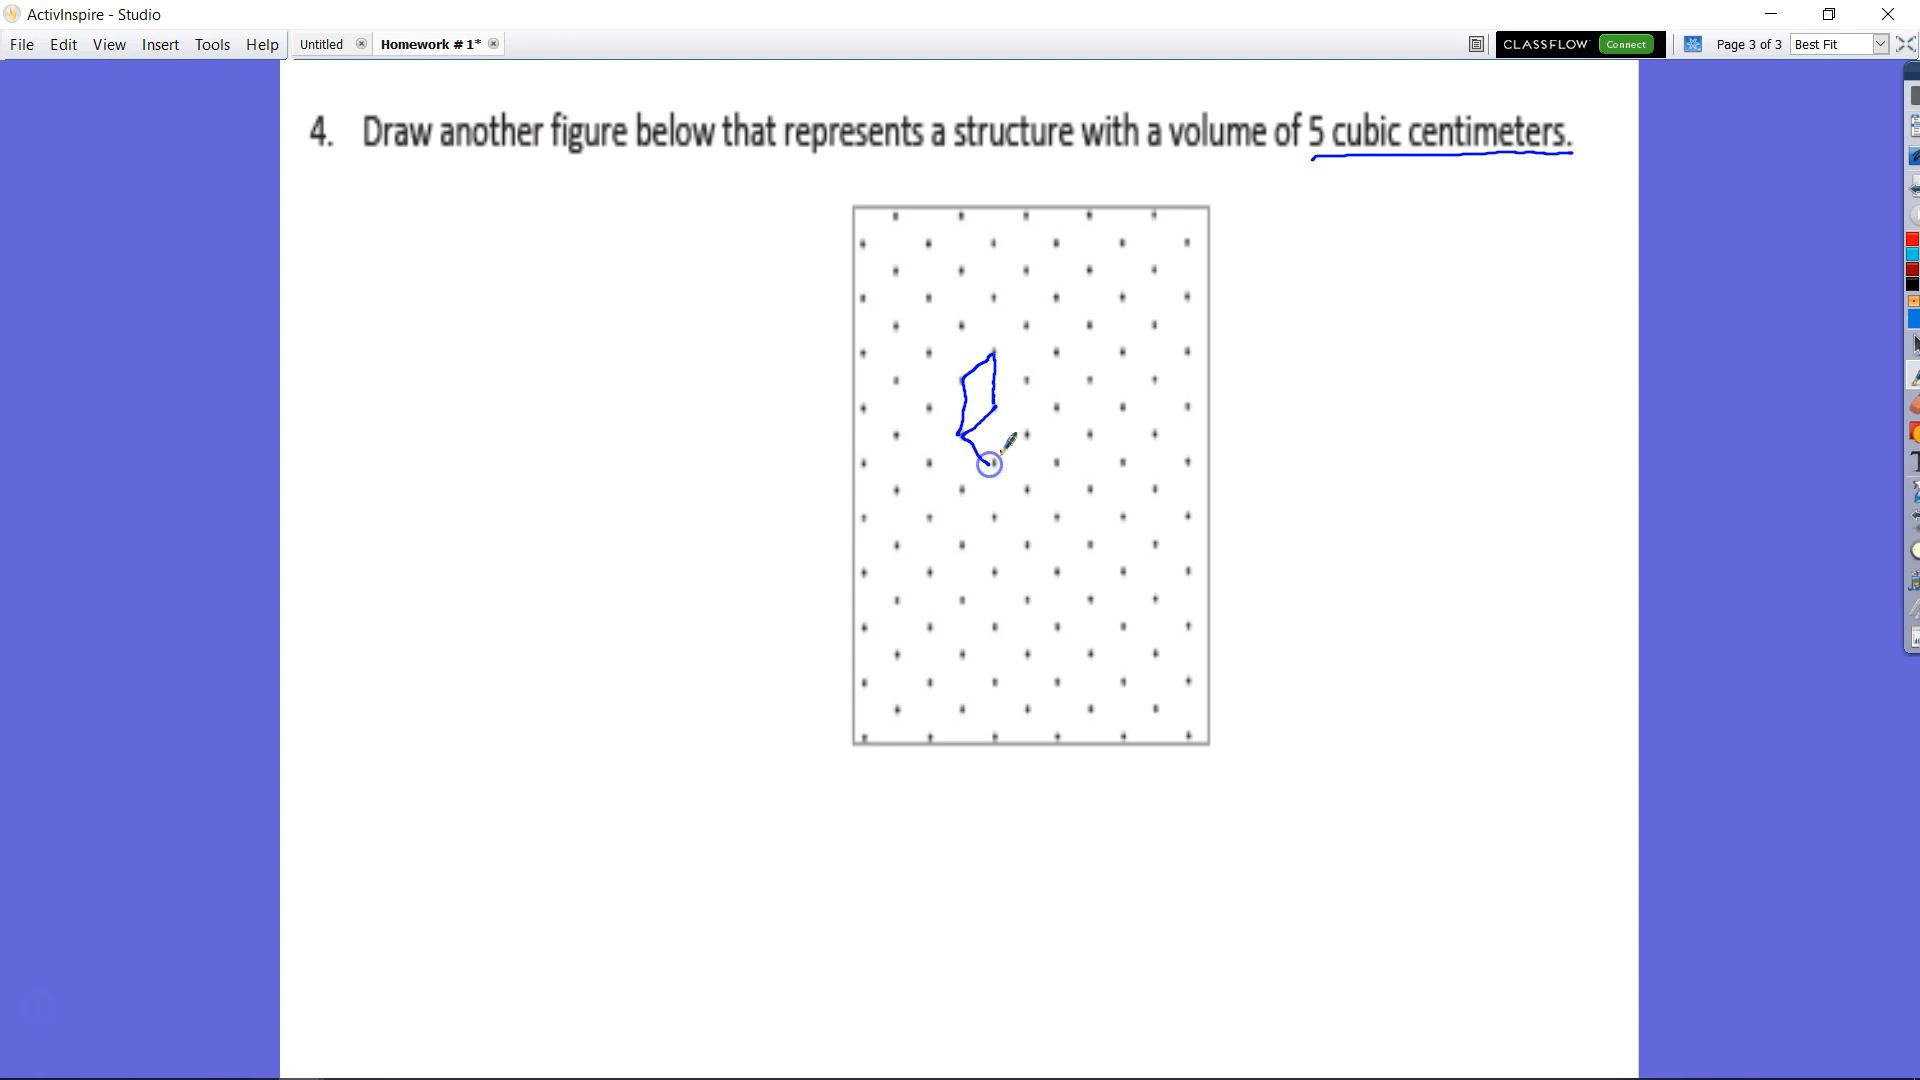 ActivInspire - Studio
File Edit View Insert Tools Help Untitled Homework # 1* CLASSFLOW Connect Page 3 of 3 Best Fit
4. Draw another figure below that represents a structure with a volume of 5 cubic centimeters.